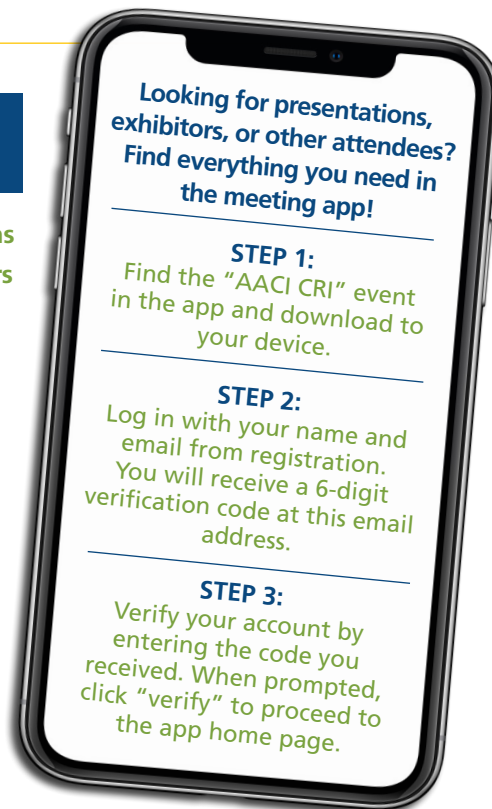 Looking for presentations,
exhibitors, or other attendees?
Find everything you need in
the meeting app!
STEP 1:
Find the “AACI CRI” event
in the app and download to
your device.
STEP 2:
Log in with your name and
email from registration.
You will receive a 6-digit
verification code at this email
address.
STEP 3:
Verify your account by
entering the code you
received. When prompted,
click “verify” to proceed to
the app home page.